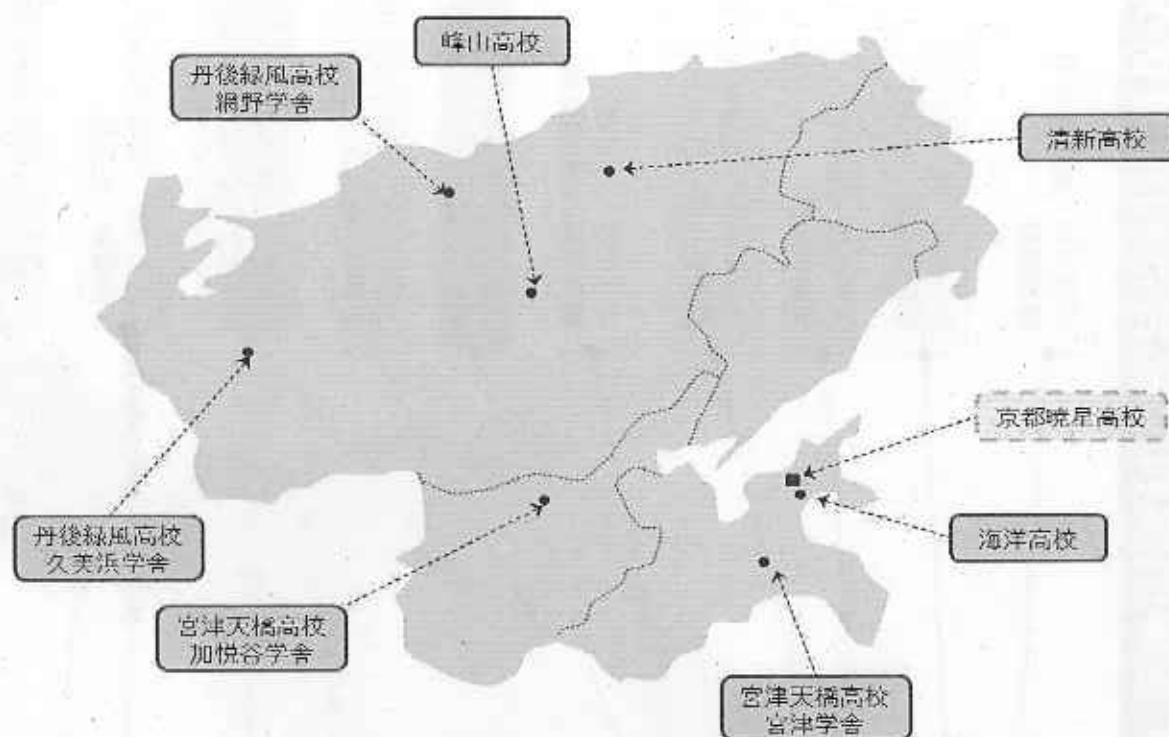 峰山高校
丹後緑風高校
網野学舎
清新高校
京都暁星高校
海洋高校
丹後緑風高校
久美浜学舎
宮津天橋高校
加悦谷学舎
宮津天橋高校
宮津学舎